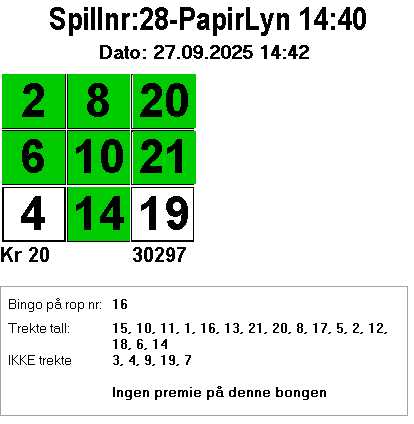 Spillnr:28-PapirLyn 14:40
Dato: 27.09.2025 14:42
2 8 20
6 10 21
4 14 19
Kr 20 30297
Bingo på rop nr: 16
Trekte tall: 15, 10, 11, 1, 16, 13, 21, 20, 8, 17, 5, 2, 12,
18, 6, 14
IKKE trekte 3, 4, 9, 19, 7
Ingen premie på denne bongen